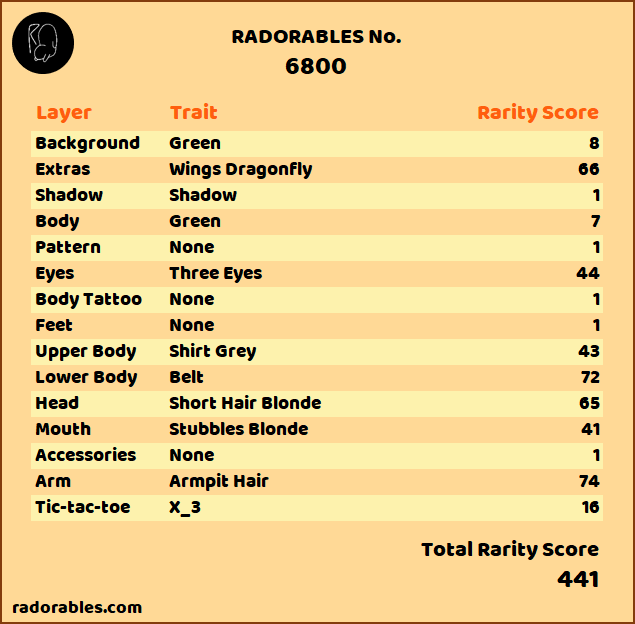 RADORABLES No.
6800
Layer Trait Rarity Score
Background Green 8
Extras Wings Dragonfly 66
Shadow Shadow 1
Body Green 7
Pattern None 1
Eyes Three Eyes 44
Body Tattoo None 1
Feet None 1
Upper Body Shirt Grey 43
Lower Body Belt 72
Head Short Hair Blonde 65
Mouth Stubbles Blonde 41
Accessories None 1
Arm Armpit Hair 74
Tic-tac-toe X_3 16
Total Rarity Score
441
radorables.com